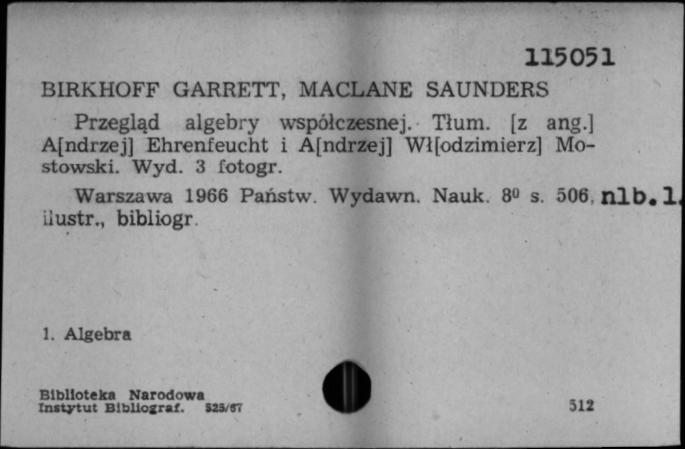 115051
BIRKHOFF GARRETT, MACLANE SAUNDERS
Przegląd algebry współczesnej. Tłum. [z ang.]
A[ndrzej] Ehrenfeucht i A[ndrzej] Wł[odzimierz] Mo-
stowski. Wyd. 3 fotogr.
Warszawa 1966 Państw. Wydawn. Nauk. 8⁰ s. 506, nlb. 1.
ilustr., bibliogr.
1. Algebra
Biblioteka Narodowa
Instytut Bibliograf. 525/67
512